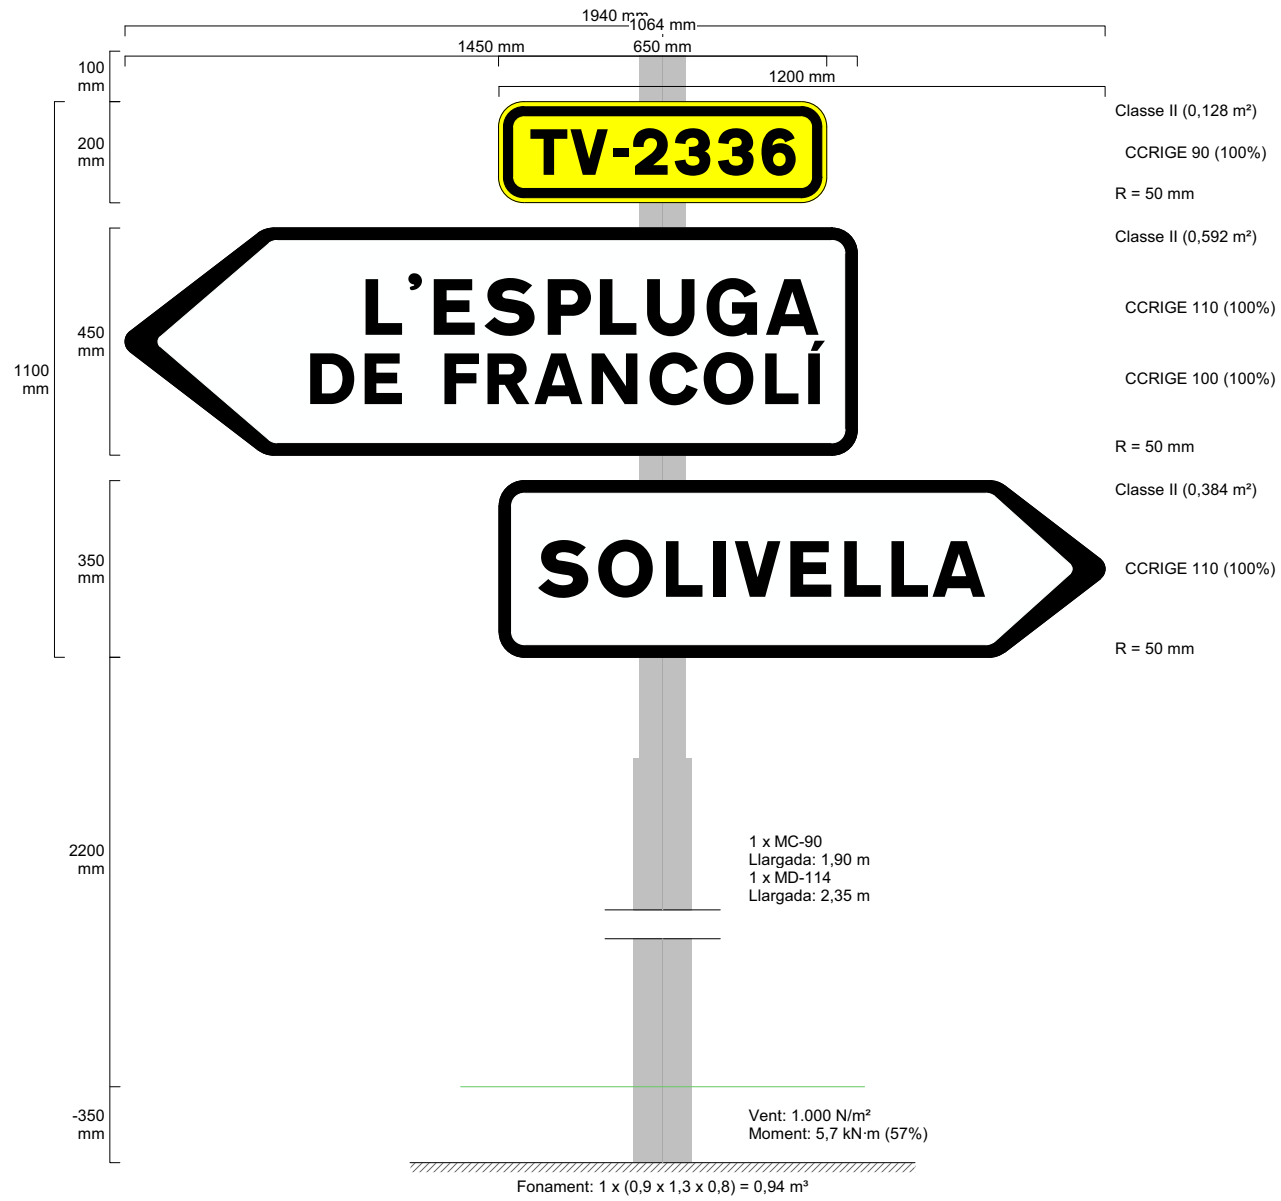 1940 mm
1064 mm
1450 mm
650 mm
1200 mm
100
mm
200
mm
TV-2336
Classe II (0,128 m²)
CCRIGE 90 (100%)
R = 50 mm
1100
mm
450
mm
L'ESPLUGA
DE FRANCOLÍ
Classe II (0,592 m²)
CCRIGE 110 (100%)
CCRIGE 100 (100%)
R = 50 mm
350
mm
SOLIVELLA
Classe II (0,384 m²)
CCRIGE 110 (100%)
R = 50 mm
2200
mm
1 x MC-90
Llargada: 1,90 m
1 x MD-114
Llargada: 2,35 m
-350
mm
Vent: 1.000 N/m²
Moment: 5,7 kN·m (57%)
Fonament: 1 x (0,9 x 1,3 x 0,8) = 0,94 m³